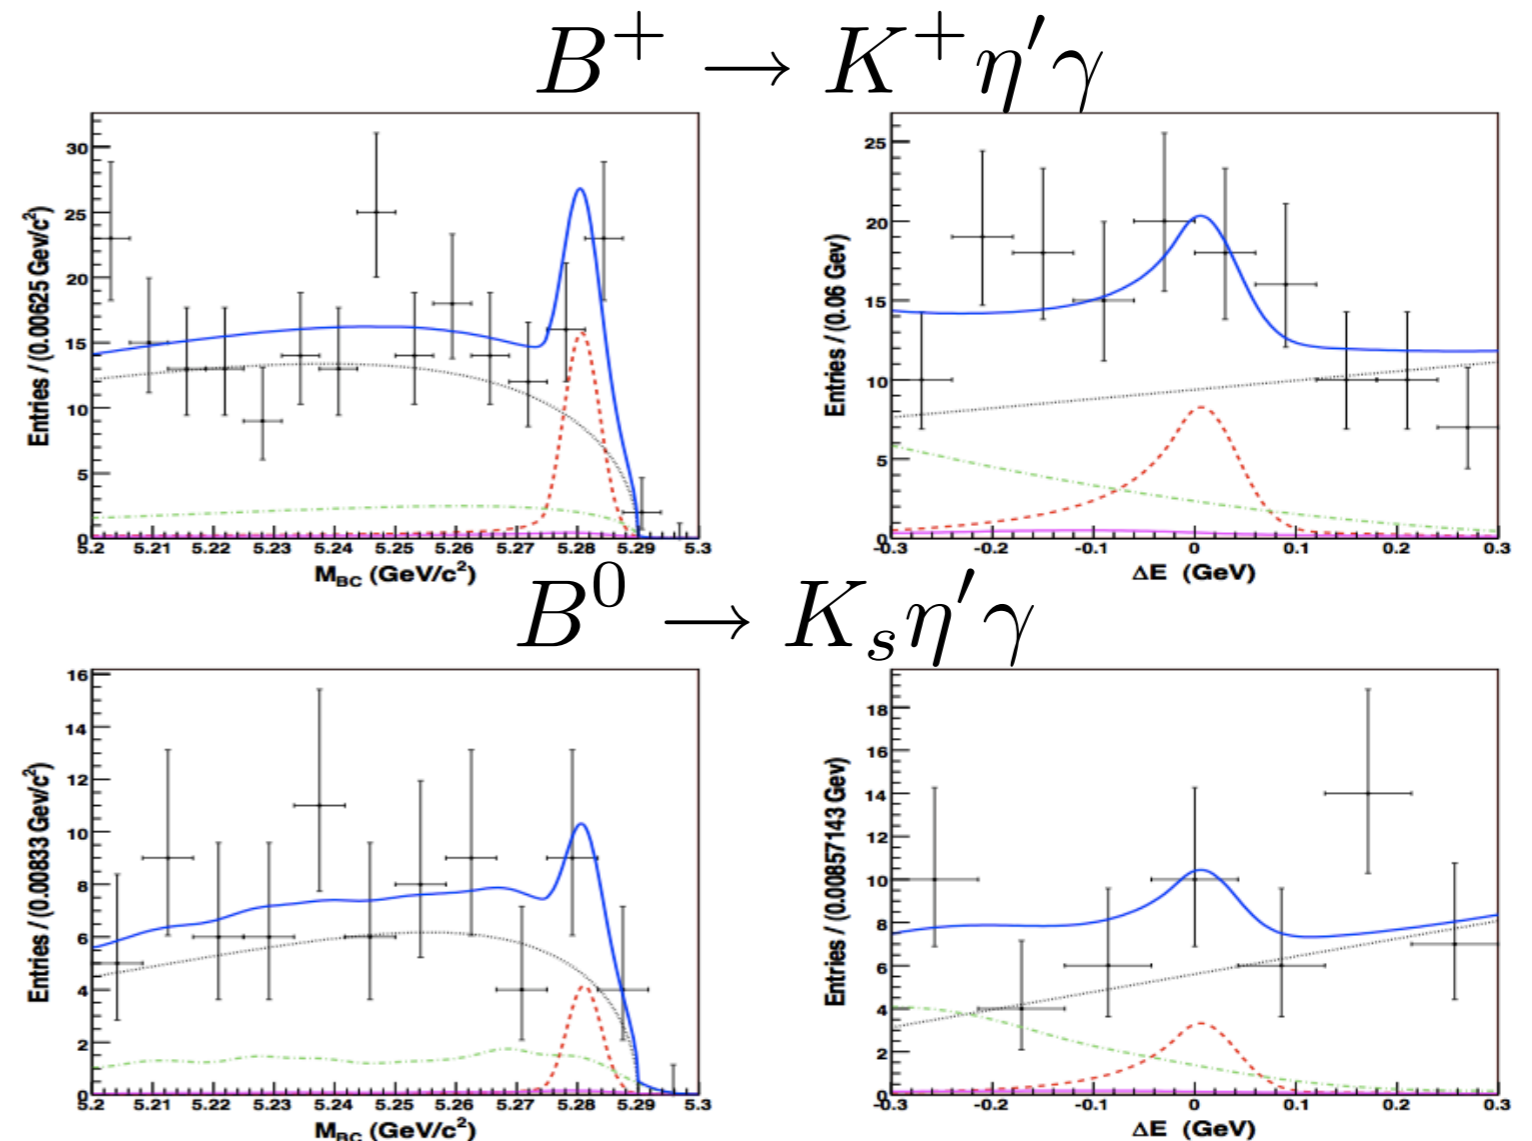 B⁺ → K⁺η′γ
Entries / (0.00625 Gev/c²)
30
25
20
15
10
5
0
5.2 5.21 5.22 5.23 5.24 5.25 5.26 5.27 5.28 5.29 5.3
M_BC (GeV/c²)
Entries / (0.06 Gev)
25
20
15
10
5
0
-0.3 -0.2 -0.1 0 0.1 0.2 0.3
ΔE (GeV)
B⁰ → K_sη′γ
Entries / (0.00833 Gev/c²)
16
14
12
10
8
6
4
2
0
5.2 5.21 5.22 5.23 5.24 5.25 5.26 5.27 5.28 5.29 5.3
M_BC (GeV/c²)
Entries / (0.00857143 Gev)
18
16
14
12
10
8
6
4
2
0
-0.3 -0.2 -0.1 0 0.1 0.2 0.3
ΔE (GeV)